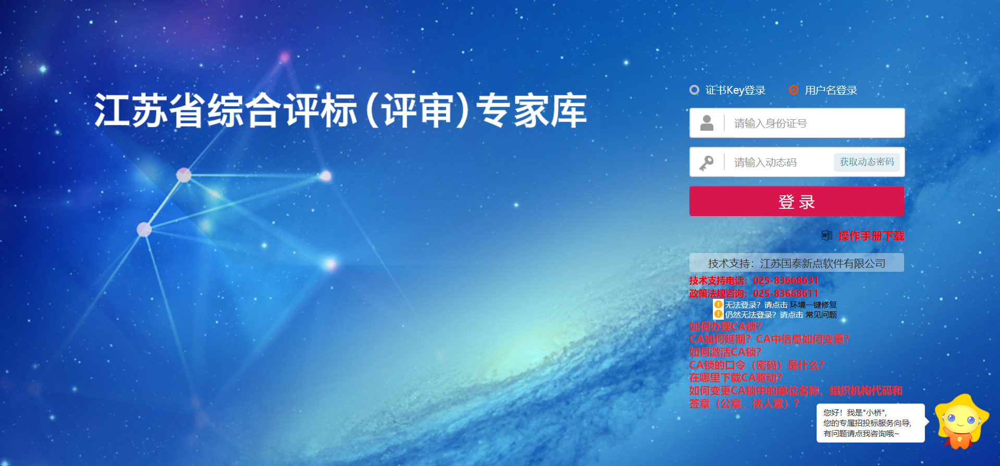 江苏省综合评标(评审)专家库
证书Key登录 用户名登录
请输入身份证号
请输入动态码 获取动态密码
登 录
操作手册下载
技术支持：江苏国泰新点软件有限公司
技术支持电话：025-83668631
政策法规咨询：025-83668611
无法登录？请点击 环境一键修复
仍然无法登录？请点击 常见问题
如何办理CA锁？
CA如何延期？CA中信息如何变更？
如何激活CA锁？
CA锁的口令（密码）是什么？
在哪里下载CA驱动？
如何变更CA锁中的单位名称、组织机构代码和
签章（公章、法人章）？
您好！我是"小桥",
您的专属招投标服务向导,
有问题请点我咨询哦~